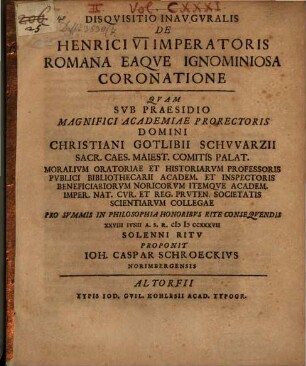 II Vol. CXXXI
DISQVISITIO INAVGVRALIS
DE
HENRICI VI IMPERATORIS
ROMANA EAQVE IGNOMINIOSA
CORONATIONE
QVAM
SVB PRAESIDIO
MAGNIFICI ACADEMIAE PRORECTORIS
DOMINI
CHRISTIANI GOTLIBII SCHWARZII
SACR. CAES. MAIEST. COMITIS PALAT.
MORALIVM ORATORIAE ET HISTORIARVM PROFESSORIS
PVBLICI BIBLIOTHECARII ACADEM. ET INSPECTORIS
BENEFICIARIORVM NORICORVM ITEMQVE ACADEM.
IMPER. NAT. CVR. ET REG. PRVTEN. SOCIETATIS
SCIENTIARVM COLLEGAE
PRO SVMMIS IN PHILOSOPHIA HONORIBVS RITE CONSEQVENDIS
SOLENNI RITV
PROPONIT
IOH. CASPAR SCHROECKIVS
NORIMBERGENSIS
ALTORFII
TYPIS IOD. GVIL. KOHLESII ACAD. TYPOGR.